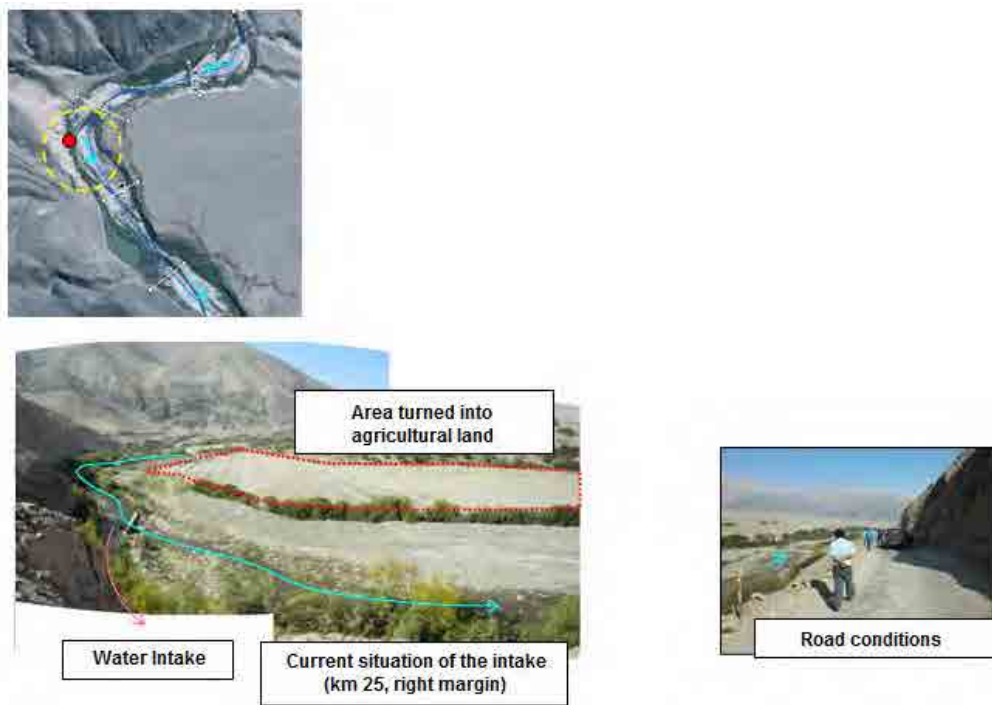 Area turned into
agricultural land
Water Intake
Current situation of the intake
(km 25, right margin)
Road conditions